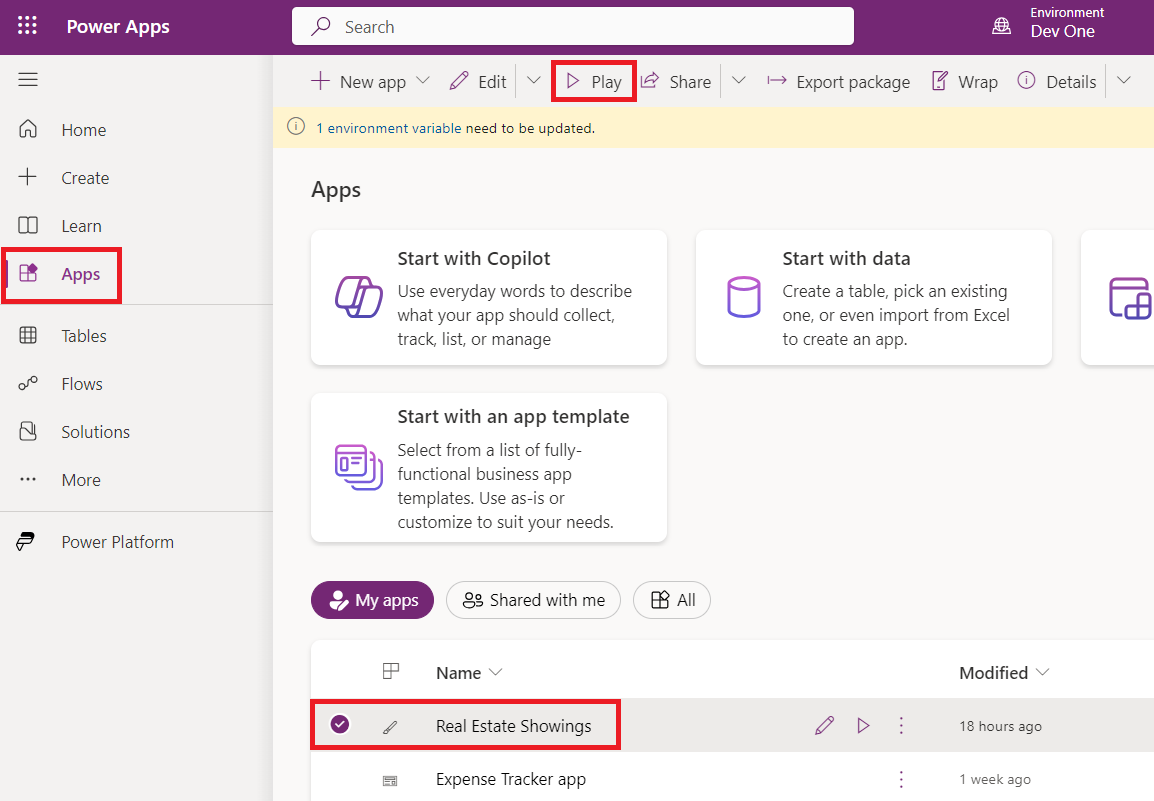 Power Apps
Search
Environment
Dev One
New app
Edit
Play
Share
Export package
Wrap
Details
1 environment variable need to be updated.
Home
Create
Learn
Apps
Tables
Flows
Solutions
More
Power Platform
Apps
Start with Copilot
Use everyday words to describe
what your app should collect,
track, list, or manage
Start with data
Create a table, pick an existing
one, or even import from Excel
to create an app.
Start with an app template
Select from a list of fully-
functional business app
templates. Use as-is or
customize to suit your needs.
My apps
Shared with me
All
Name
Modified
Real Estate Showings
18 hours ago
Expense Tracker app
1 week ago